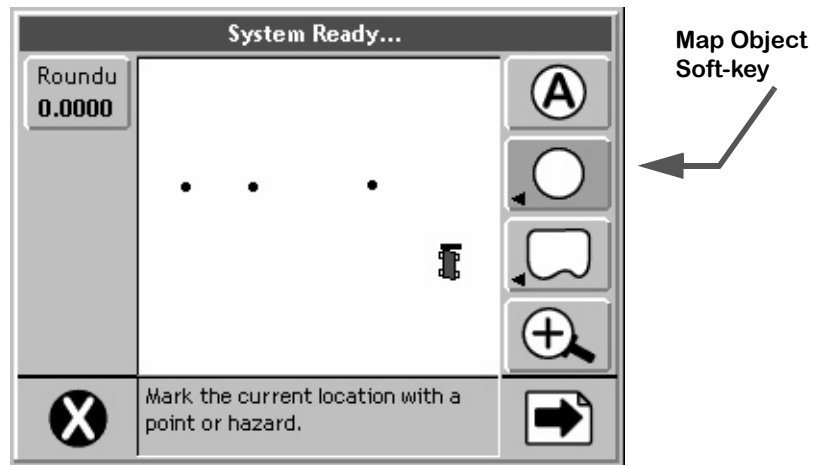 System Ready...
Roundu
0.0000
A
Mark the current location with a
point or hazard.
X
Map Object
Soft-key